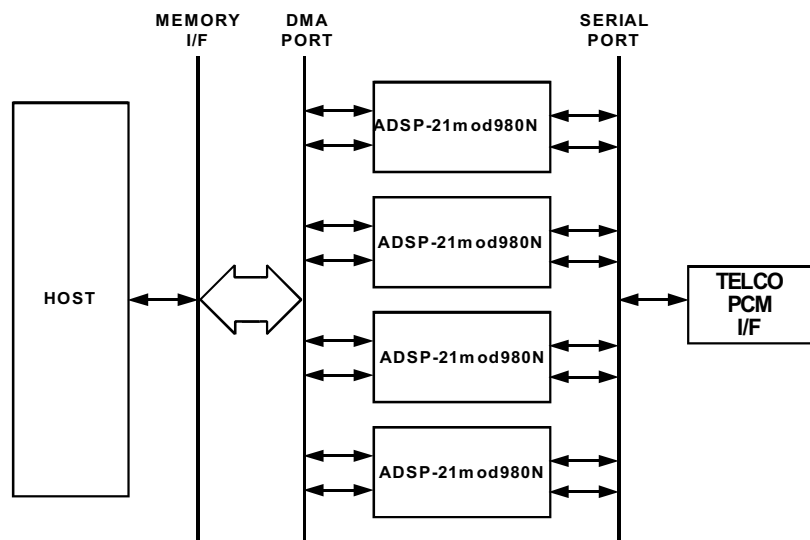 MEMORY
I/F
DMA
PORT
SERIAL
PORT
ADSP-21mod980N
ADSP-21mod980N
HOST
TELCO
PCM
I/F
ADSP-21mod980N
ADSP-21mod980N